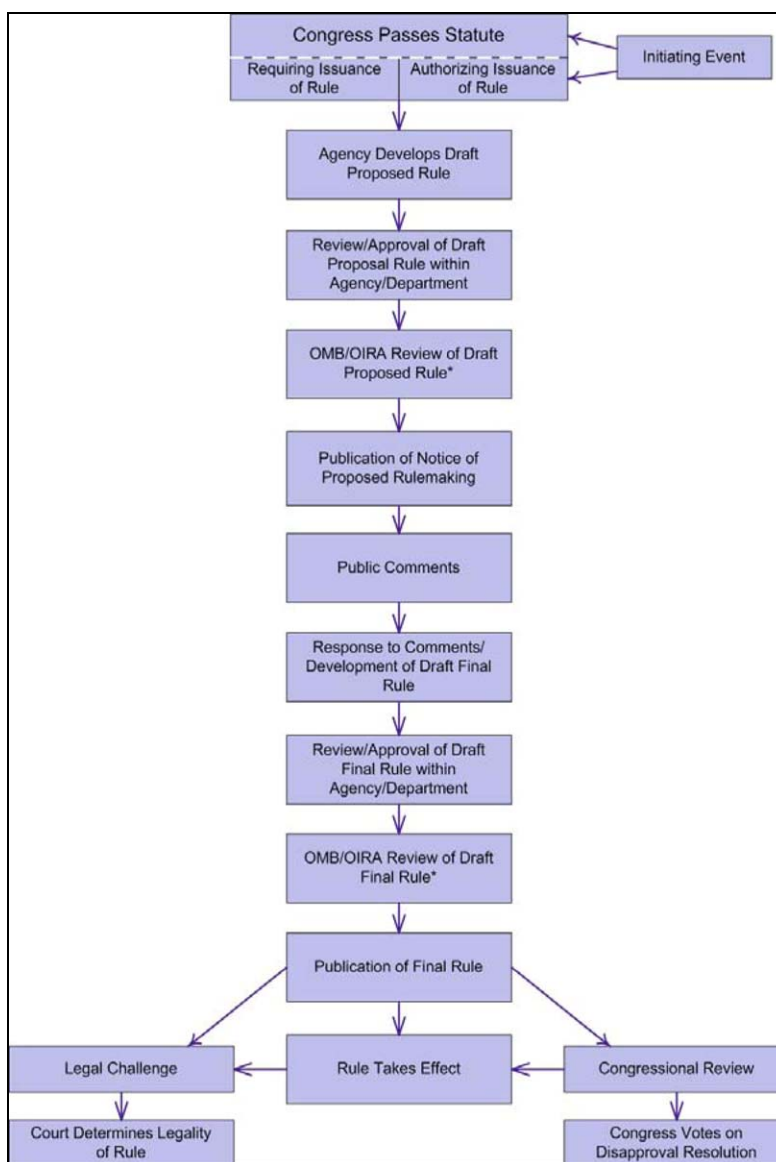 Congress Passes Statute
Initiating Event
Requiring Issuance
of Rule
Authorizing Issuance
of Rule
Agency Develops Draft
Proposed Rule
Review/Approval of Draft
Proposal Rule within
Agency/Department
OMB/OIRA Review of Draft
Proposed Rule*
Publication of Notice of
Proposed Rulemaking
Public Comments
Response to Comments/
Development of Draft Final
Rule
Review/Approval of Draft
Final Rule within
Agency/Department
OMB/OIRA Review of Draft
Final Rule*
Publication of Final Rule
Legal Challenge
Rule Takes Effect
Congressional Review
Court Determines Legality
of Rule
Congress Votes on
Disapproval Resolution